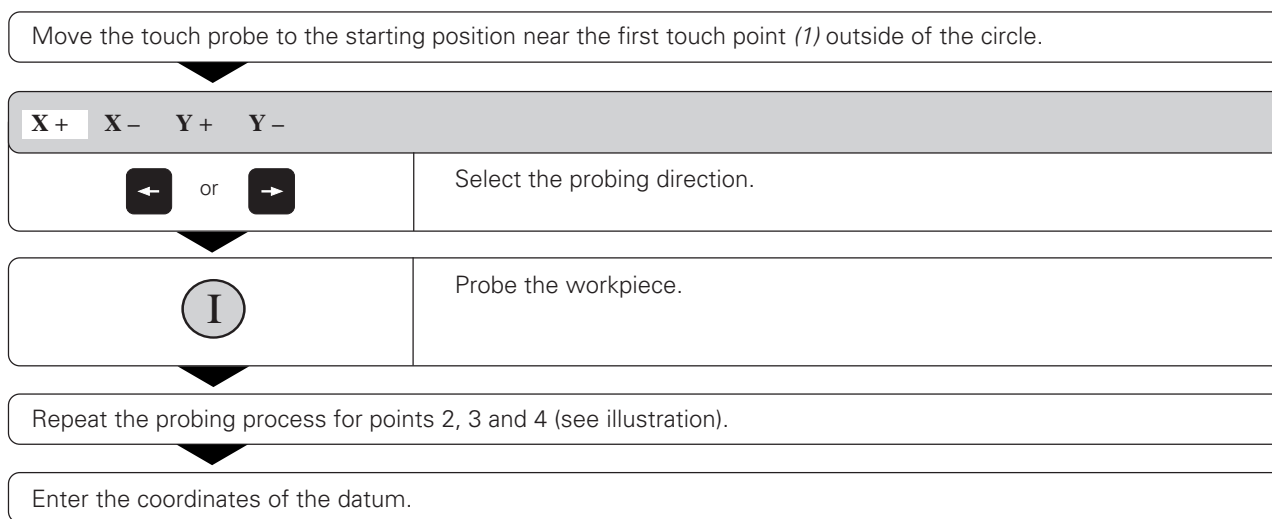 Move the touch probe to the starting position near the first touch point (1) outside of the circle.
X + X – Y + Y –
← or → Select the probing direction.
I Probe the workpiece.
Repeat the probing process for points 2, 3 and 4 (see illustration).
Enter the coordinates of the datum.